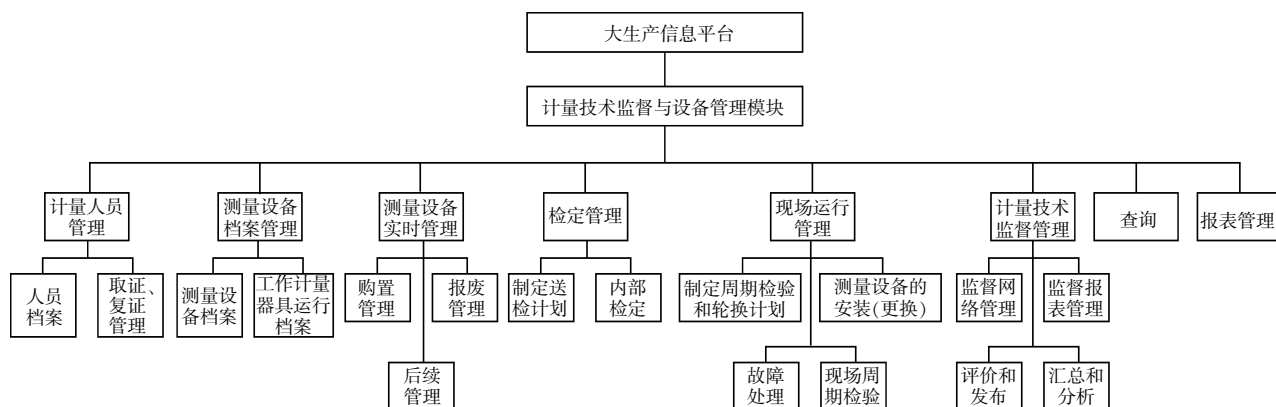 大生产信息平台
计量技术监督与设备管理模块
计量人员
管理
测量设备
档案管理
测量设备
实时管理
检定管理
现场运行
管理
计量技术
监督管理
查询
报表管理
人员
档案
取证、
复证
管理
测量设
备档案
工作计量
器具运行
档案
购置
管理
报废
管理
制定送
检计划
内部
检定
制定周期检验
和轮换计划
测量设备的
安装(更换)
监督网
络管理
监督报
表管理
后续
管理
故障
处理
现场周
期检验
评价和
发布
汇总和
分析